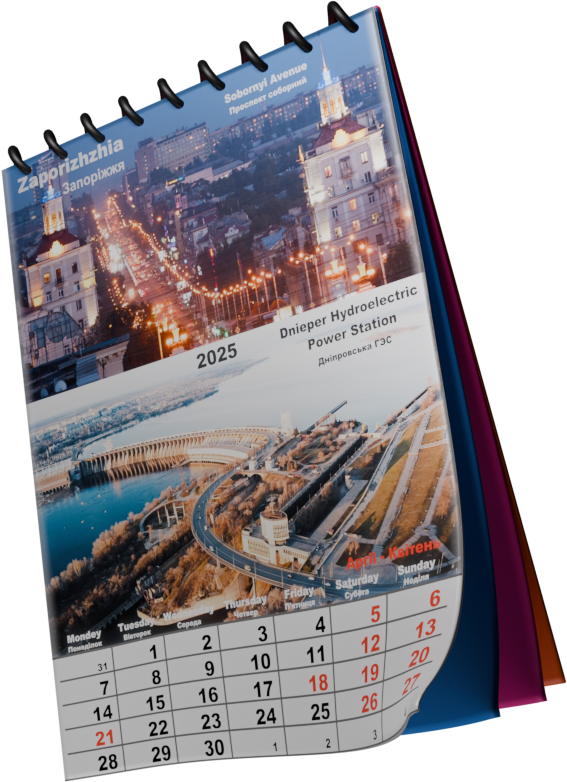 Sobornyi Avenue
Проспект соборний
Zaporizhzhia
Запоріжжя
2025
Dnieper Hydroelectric
Power Station
Дніпровська ГЭС
April - Квітень
Mondey Tuesday Wednesday Thursday Friday Saturday Sunday
Понаділок Вівторок Середа Четвер П'ятниця Субота Неділя
31 1 2 3 4 5 6
7 8 9 10 11 12 13
14 15 16 17 18 19 20
21 22 23 24 25 26 27
28 29 30 1 2 3